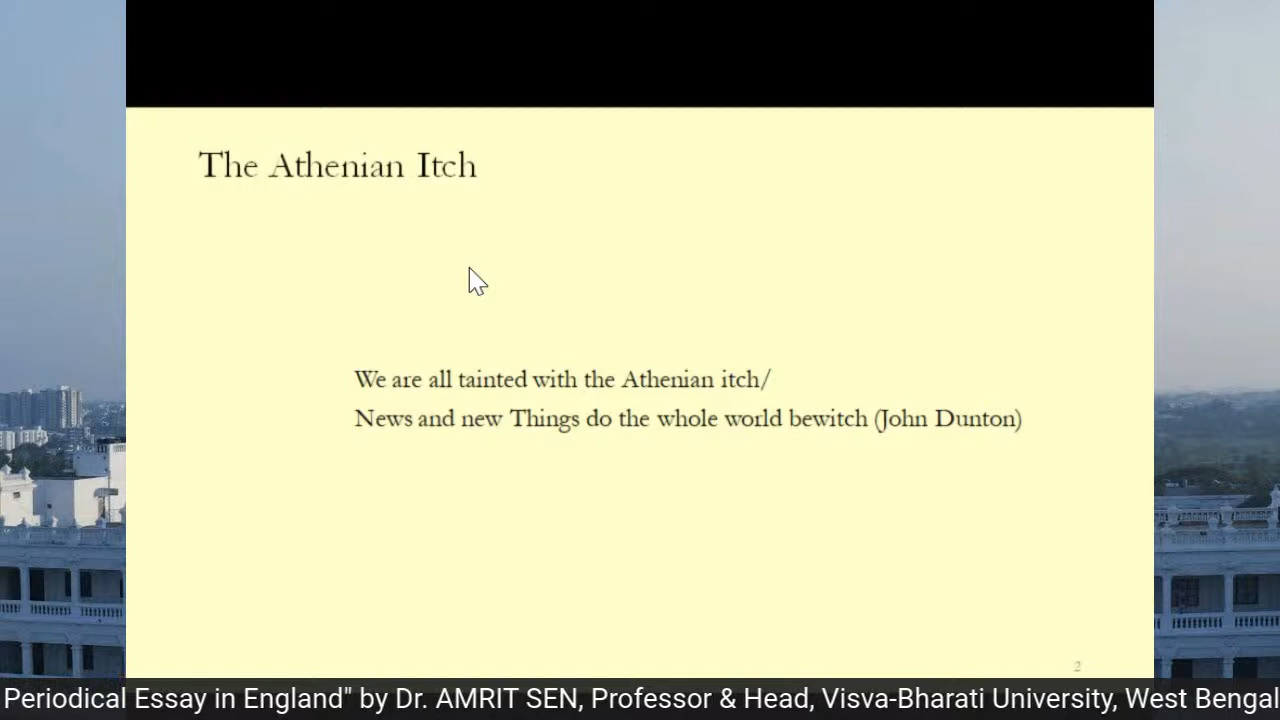 The Athenian Itch
We are all tainted with the Athenian itch/
News and new Things do the whole world bewitch (John Dunton)
2
Periodical Essay in England" by Dr. AMRIT SEN, Professor & Head, Visva-Bharati University, West Bengal